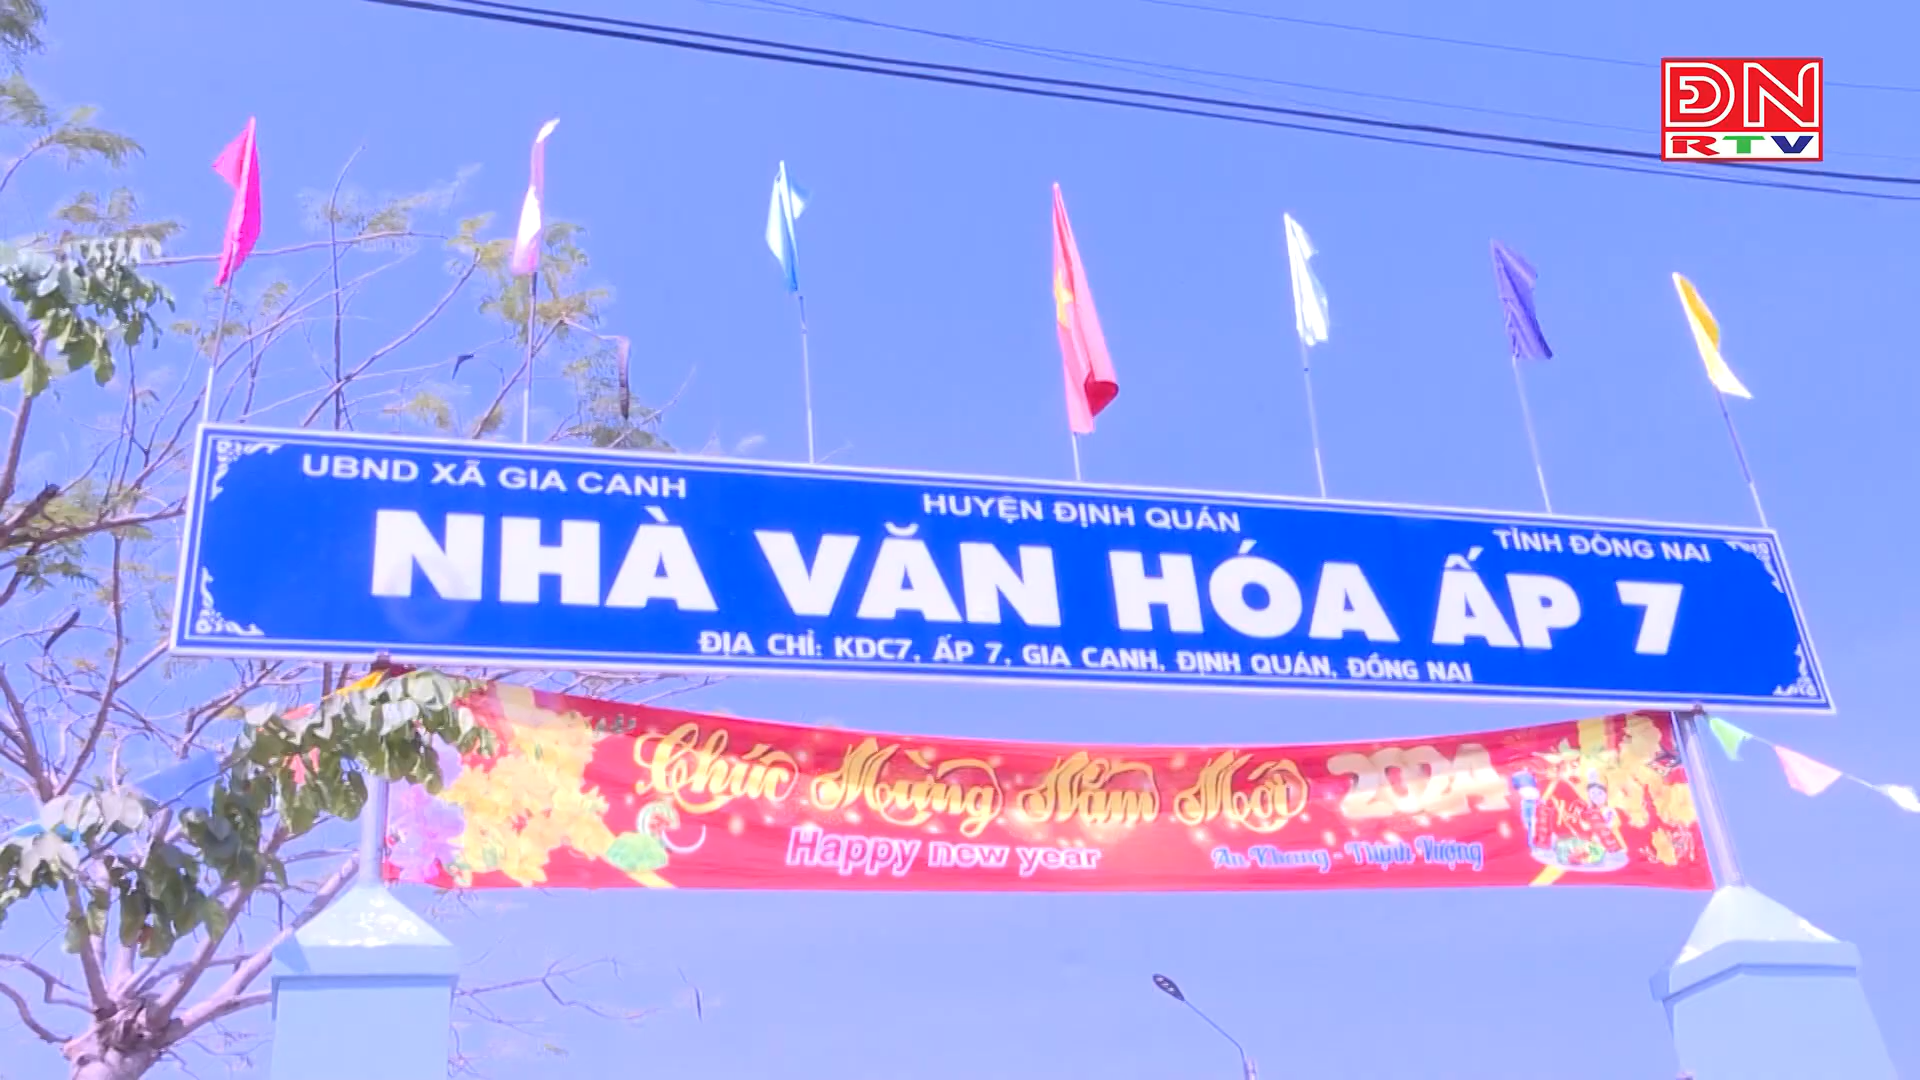 ĐN
RTV
UBND XÃ GIA CANH
HUYỆN ĐỊNH QUÁN
TỈNH ĐỒNG NAI
NHÀ VĂN HÓA ẤP 7
ĐỊA CHỈ: KDC7, ẤP 7, GIA CANH, ĐỊNH QUÁN, ĐỒNG NAI
Chúc Mừng Năm Mới 2024
Happy new year
An Khang - Thịnh Vượng